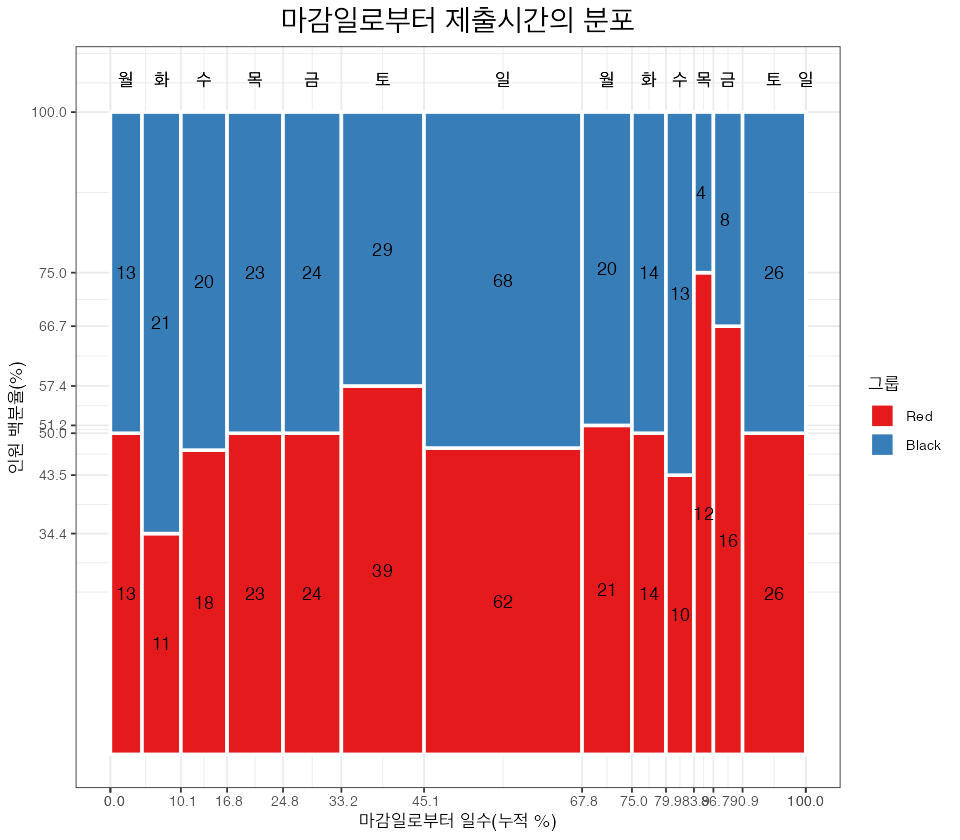 마감일로부터 제출시간의 분포
월 화 수 목 금 토 일 월 화 수 목 금 토 일
100.0
75.0
66.7
57.4
51.2
50.0
43.5
34.4
인원 백분율(%)
4
8
29
13 20 23 24 68 20 14 13 26
21
12
16
39
13 18 23 24 62 21 14 10 26
11
그룹
Red
Black
0.0 10.1 16.8 24.8 33.2 45.1 67.8 75.0 79.9 83.9 86.7 90.9 100.0
마감일로부터 일수(누적 %)